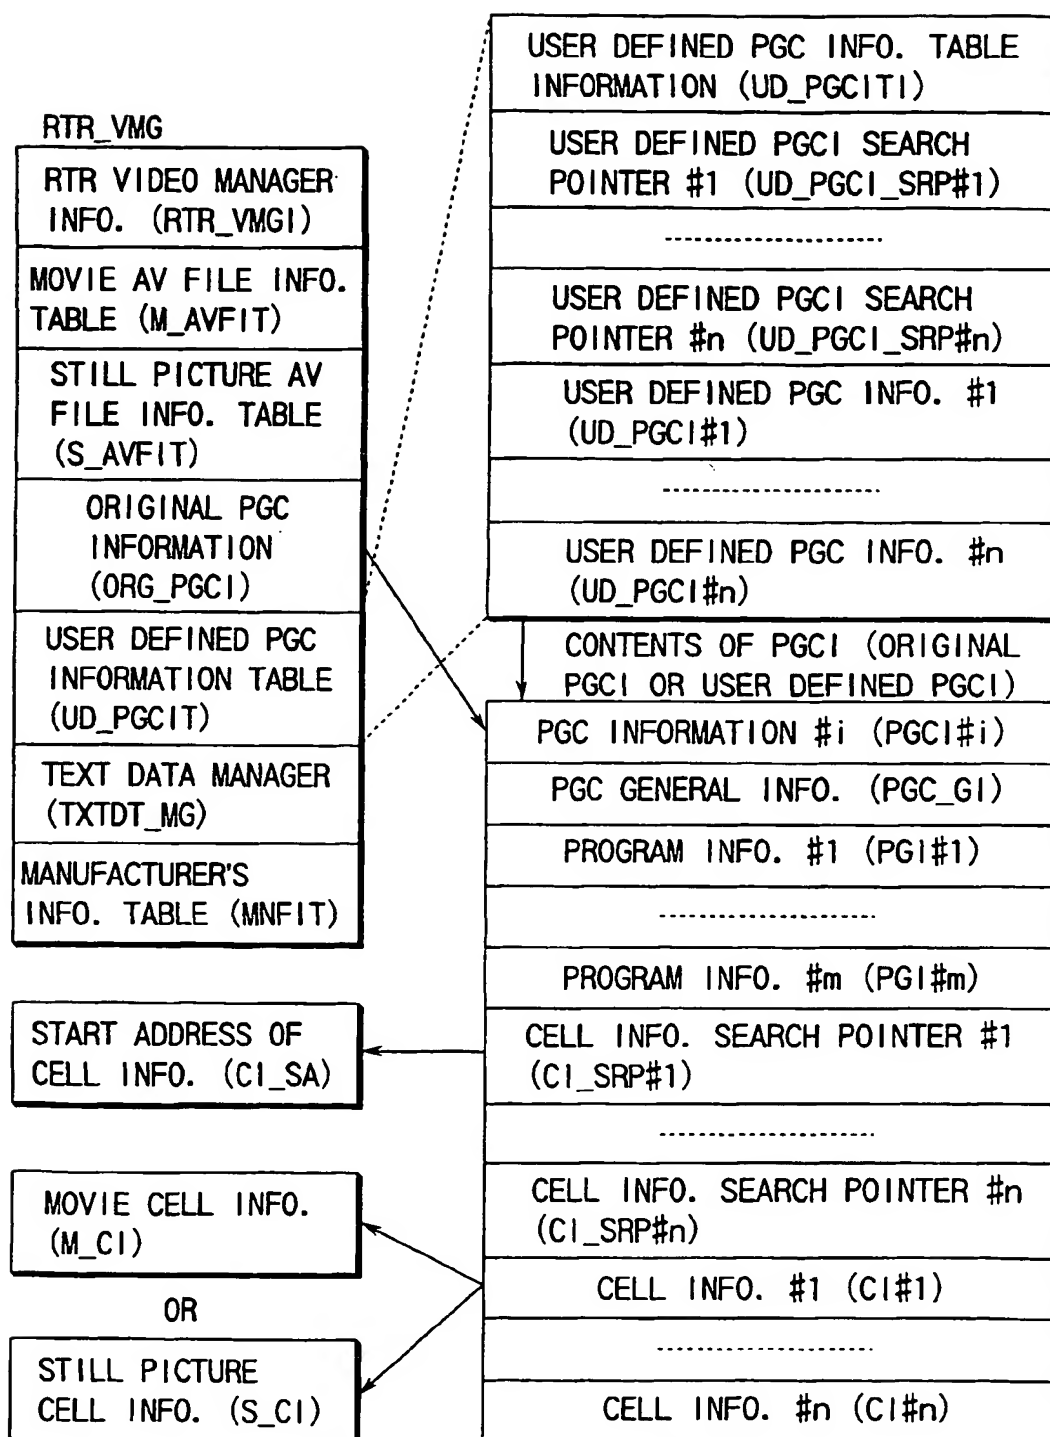 RTR_VMG
RTR VIDEO MANAGER
INFO. (RTR_VMGI)
MOVIE AV FILE INFO.
TABLE (M_AVFIT)
STILL PICTURE AV
FILE INFO. TABLE
(S_AVFIT)
ORIGINAL PGC
INFORMATION
(ORG_PGCI)
USER DEFINED PGC
INFORMATION TABLE
(UD_PGCIT)
TEXT DATA MANAGER
(TXTDT_MG)
MANUFACTURER'S
INFO. TABLE (MNFIT)
START ADDRESS OF
CELL INFO. (CI_SA)
MOVIE CELL INFO.
(M_CI)
OR
STILL PICTURE
CELL INFO. (S_CI)
USER DEFINED PGC INFO. TABLE
INFORMATION (UD_PGCITI)
USER DEFINED PGCI SEARCH
POINTER #1 (UD_PGCI_SRP#1)
USER DEFINED PGCI SEARCH
POINTER #n (UD_PGCI_SRP#n)
USER DEFINED PGC INFO. #1
(UD_PGCI#1)
USER DEFINED PGC INFO. #n
(UD_PGCI#n)
CONTENTS OF PGCI (ORIGINAL
PGCI OR USER DEFINED PGCI)
PGC INFORMATION #i (PGCI#i)
PGC GENERAL INFO. (PGC_GI)
PROGRAM INFO. #1 (PGI#1)
PROGRAM INFO. #m (PGI#m)
CELL INFO. SEARCH POINTER #1
(CI_SRP#1)
CELL INFO. SEARCH POINTER #n
(CI_SRP#n)
CELL INFO. #1 (CI#1)
CELL INFO. #n (CI#n)